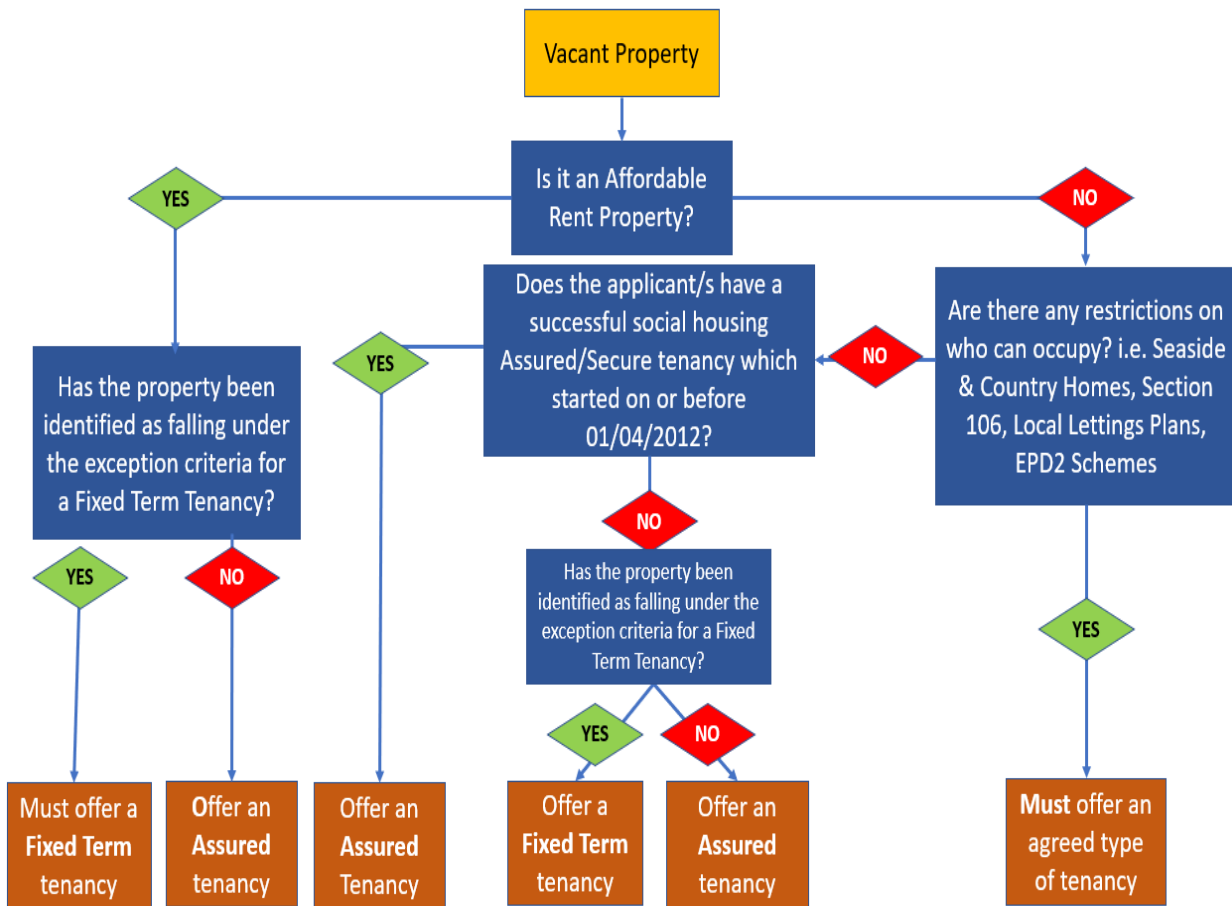 Vacant Property
Is it an Affordable
Rent Property?
YES
NO
Does the applicant/s have a
successful social housing
Assured/Secure tenancy which
started on or before
01/04/2012?
Are there any restrictions on
who can occupy? i.e. Seaside
& Country Homes, Section
106, Local Lettings Plans,
EPD2 Schemes
NO
YES
Has the property been
identified as falling under
the exception criteria for
a Fixed Term Tenancy?
NO
YES
NO
Has the property been
identified as falling under the
exception criteria for a Fixed
Term Tenancy?
YES
YES
NO
Must offer a
Fixed Term
tenancy
Offer an
Assured
tenancy
Offer an
Assured
Tenancy
Offer a
Fixed Term
tenancy
Offer an
Assured
tenancy
Must offer an
agreed type
of tenancy